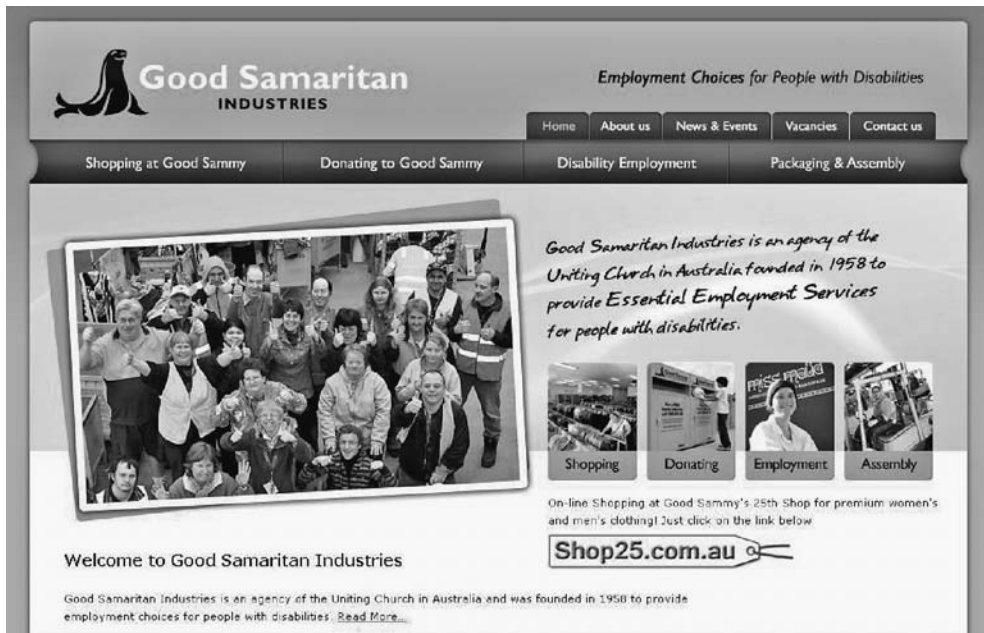 Good Samaritan
INDUSTRIES
Employment Choices for People with Disabilities
Home About us News & Events Vacancies Contact us
Shopping at Good Sammy Donating to Good Sammy Disability Employment Packaging & Assembly
Good Samaritan Industries is an agency of the
Uniting Church in Australia founded in 1958 to
provide Essential Employment Services
for people with disabilities.
miss maud
Shopping Donating Employment Assembly
On-line Shopping at Good Sammy's 25th Shop for premium women's
and men's clothing! Just click on the link below
Shop25.com.au
Welcome to Good Samaritan Industries
Good Samaritan Industries is an agency of the Uniting Church in Australia and was founded in 1958 to provide
employment choices for people with disabilities. Read More...